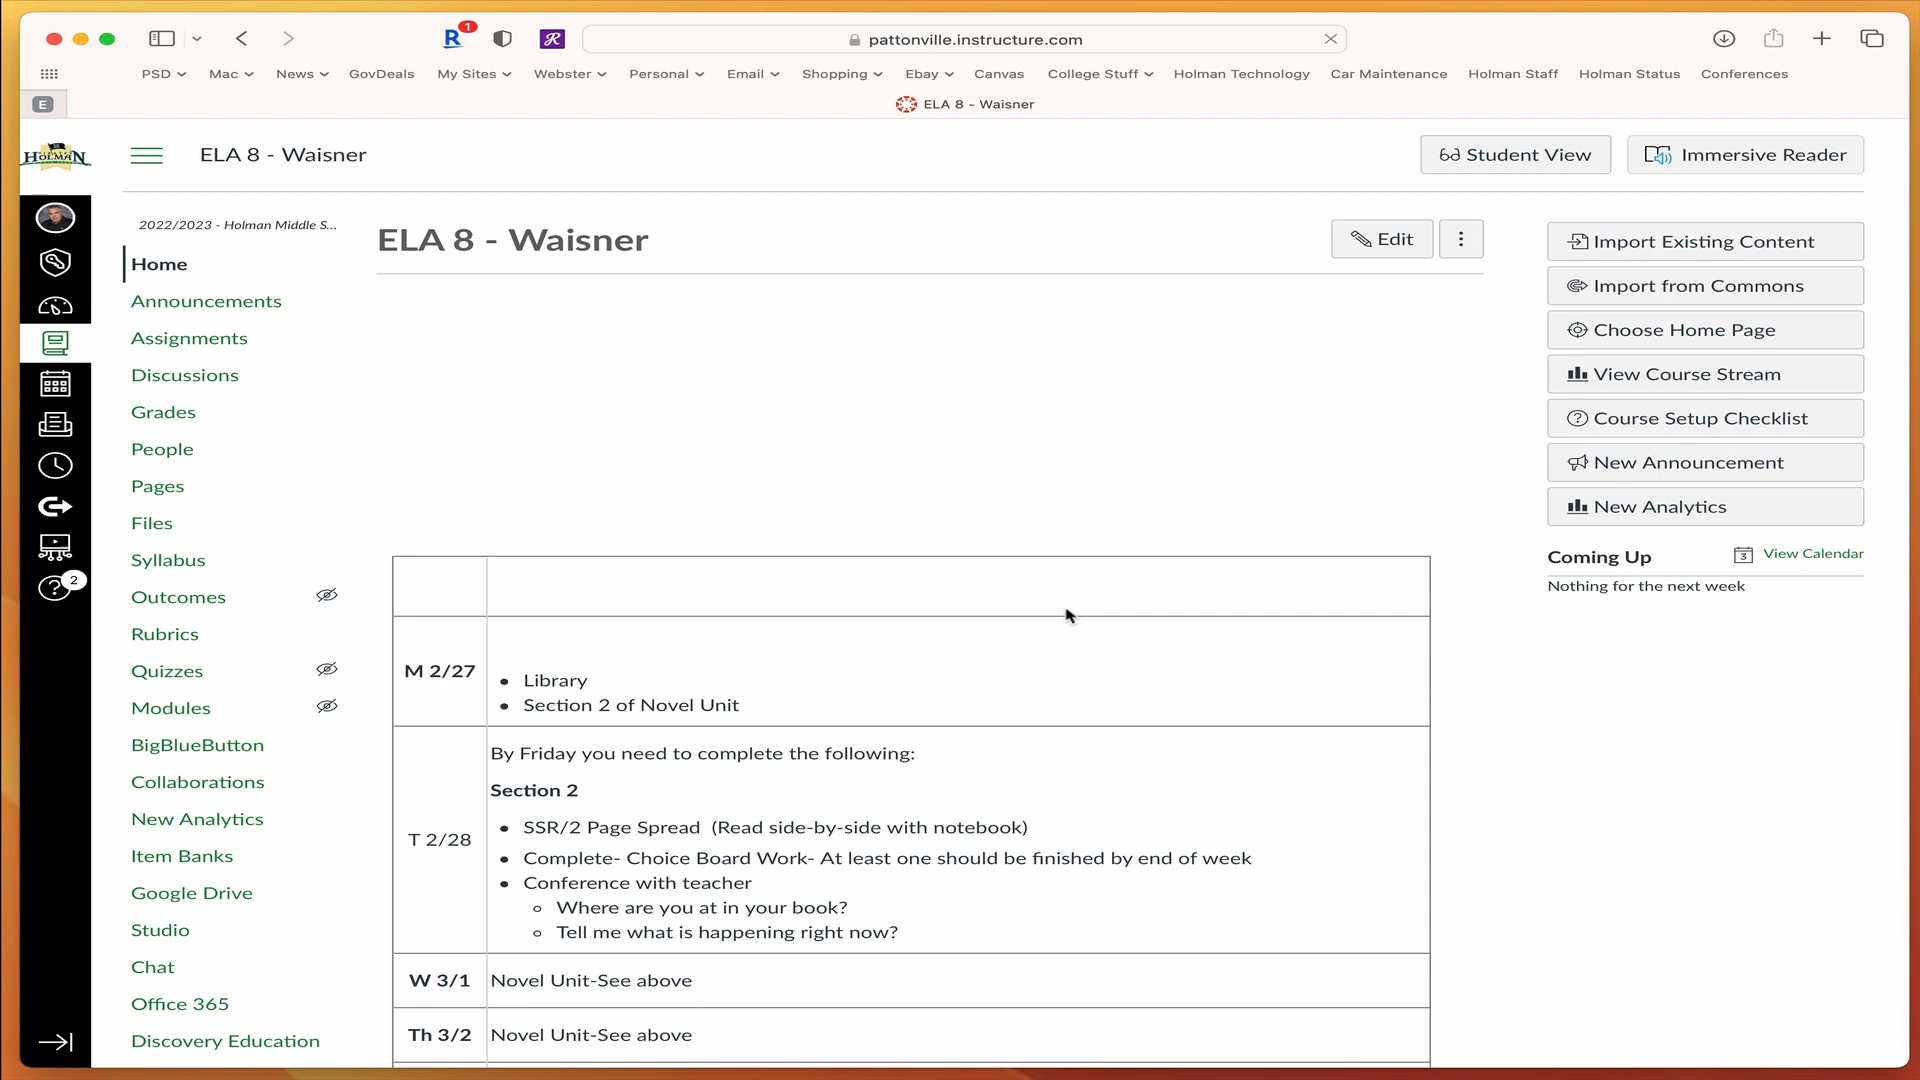 1
pattonville.instructure.com
PSD Mac News GovDeals My Sites Webster Personal Email Shopping Ebay Canvas College Stuff Holman Technology Car Maintenance Holman Staff Holman Status Conferences
E
ELA 8 - Waisner
HOLMAN
ELA 8 - Waisner
Student View
Immersive Reader
2022/2023 - Holman Middle S...
Home
Announcements
Assignments
Discussions
Grades
People
Pages
Files
Syllabus
Outcomes
Rubrics
Quizzes
Modules
BigBlueButton
Collaborations
New Analytics
Item Banks
Google Drive
Studio
Chat
Office 365
Discovery Education
2
ELA 8 - Waisner
Edit
M 2/27
Library
Section 2 of Novel Unit
T 2/28
By Friday you need to complete the following:
Section 2
SSR/2 Page Spread (Read side-by-side with notebook)
Complete- Choice Board Work- At least one should be finished by end of week
Conference with teacher
Where are you at in your book?
Tell me what is happening right now?
W 3/1 Novel Unit-See above
Th 3/2 Novel Unit-See above
Import Existing Content
Import from Commons
Choose Home Page
View Course Stream
Course Setup Checklist
New Announcement
New Analytics
Coming Up
3 View Calendar
Nothing for the next week